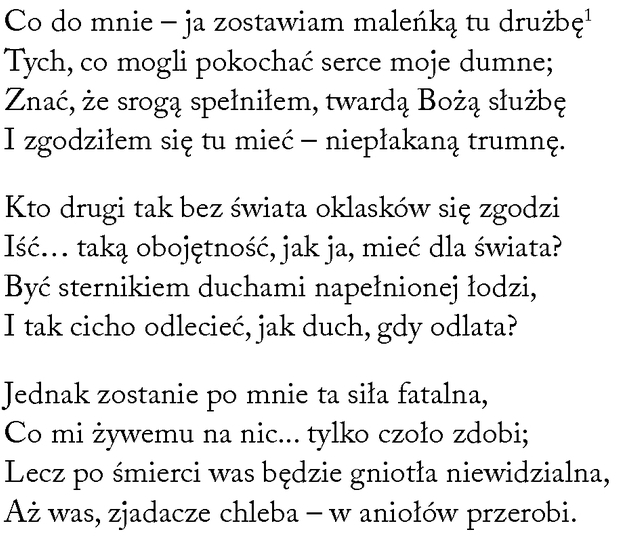 Co do mnie – ja zostawiam maleńką tu drużbę¹
Tych, co mogli pokochać serce moje dumne;
Znać, że srogą spełniłem, twardą Bożą służbę
I zgodziłem się tu mieć – niepłakaną trumnę.

Kto drugi tak bez świata oklasków się zgodzi
Iść… taką obojętność, jak ja, mieć dla świata?
Być sternikiem duchami napełnionej łodzi,
I tak cicho odlecieć, jak duch, gdy odlata?

Jednak zostanie po mnie ta siła fatalna,
Co mi żywemu na nic... tylko czoło zdobi;
Lecz po śmierci was będzie gniotła niewidzialna,
Aż was, zjadacze chleba – w aniołów przerobi.